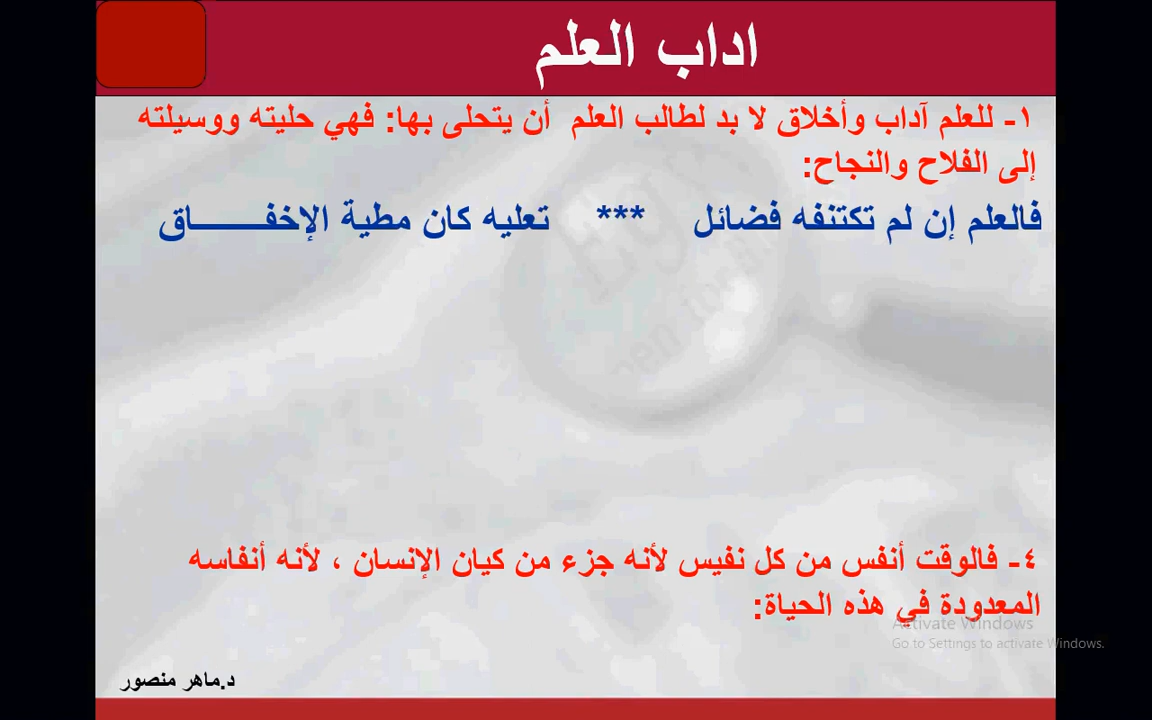 اداب العلم
١- للعلم آداب وأخلاق لا بد لطالب العلم أن يتحلى بها: فهي حليته ووسيلته
إلى الفلاح والنجاح:
فالعلم إن لم تكتنفه فضائل *** تعليه كان مطية الإخفـــــــــاق
٤- فالوقت أنفس من كل نفيس لأنه جزء من كيان الإنسان ، لأنه أنفاسه
المعدودة في هذه الحياة:
Activate Windows
Go to Settings to activate Windows.
د.ماهر منصور